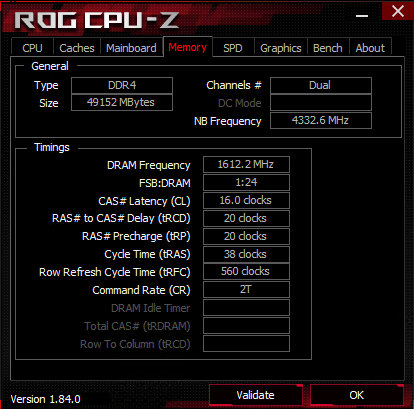 ROG CPU-Z
CPU Caches Mainboard Memory SPD Graphics Bench About
General
Type DDR4 Channels # Dual
Size 49152 MBytes DC Mode
NB Frequency 4332.6 MHz
Timings
DRAM Frequency 1612.2 MHz
FSB:DRAM 1:24
CAS# Latency (CL) 16.0 clocks
RAS# to CAS# Delay (tRCD) 20 clocks
RAS# Precharge (tRP) 20 clocks
Cycle Time (tRAS) 38 clocks
Row Refresh Cycle Time (tRFC) 560 clocks
Command Rate (CR) 2T
DRAM Idle Timer
Total CAS# (tRDRAM)
Row To Column (tRCD)
Version 1.84.0 Validate OK